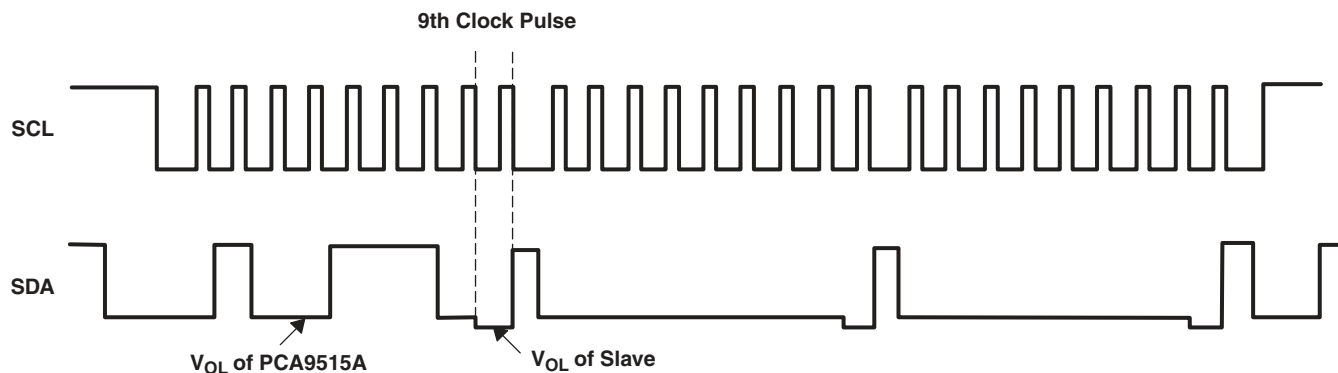 9th Clock Pulse
SCL
SDA
VOL of PCA9515A
VOL of Slave